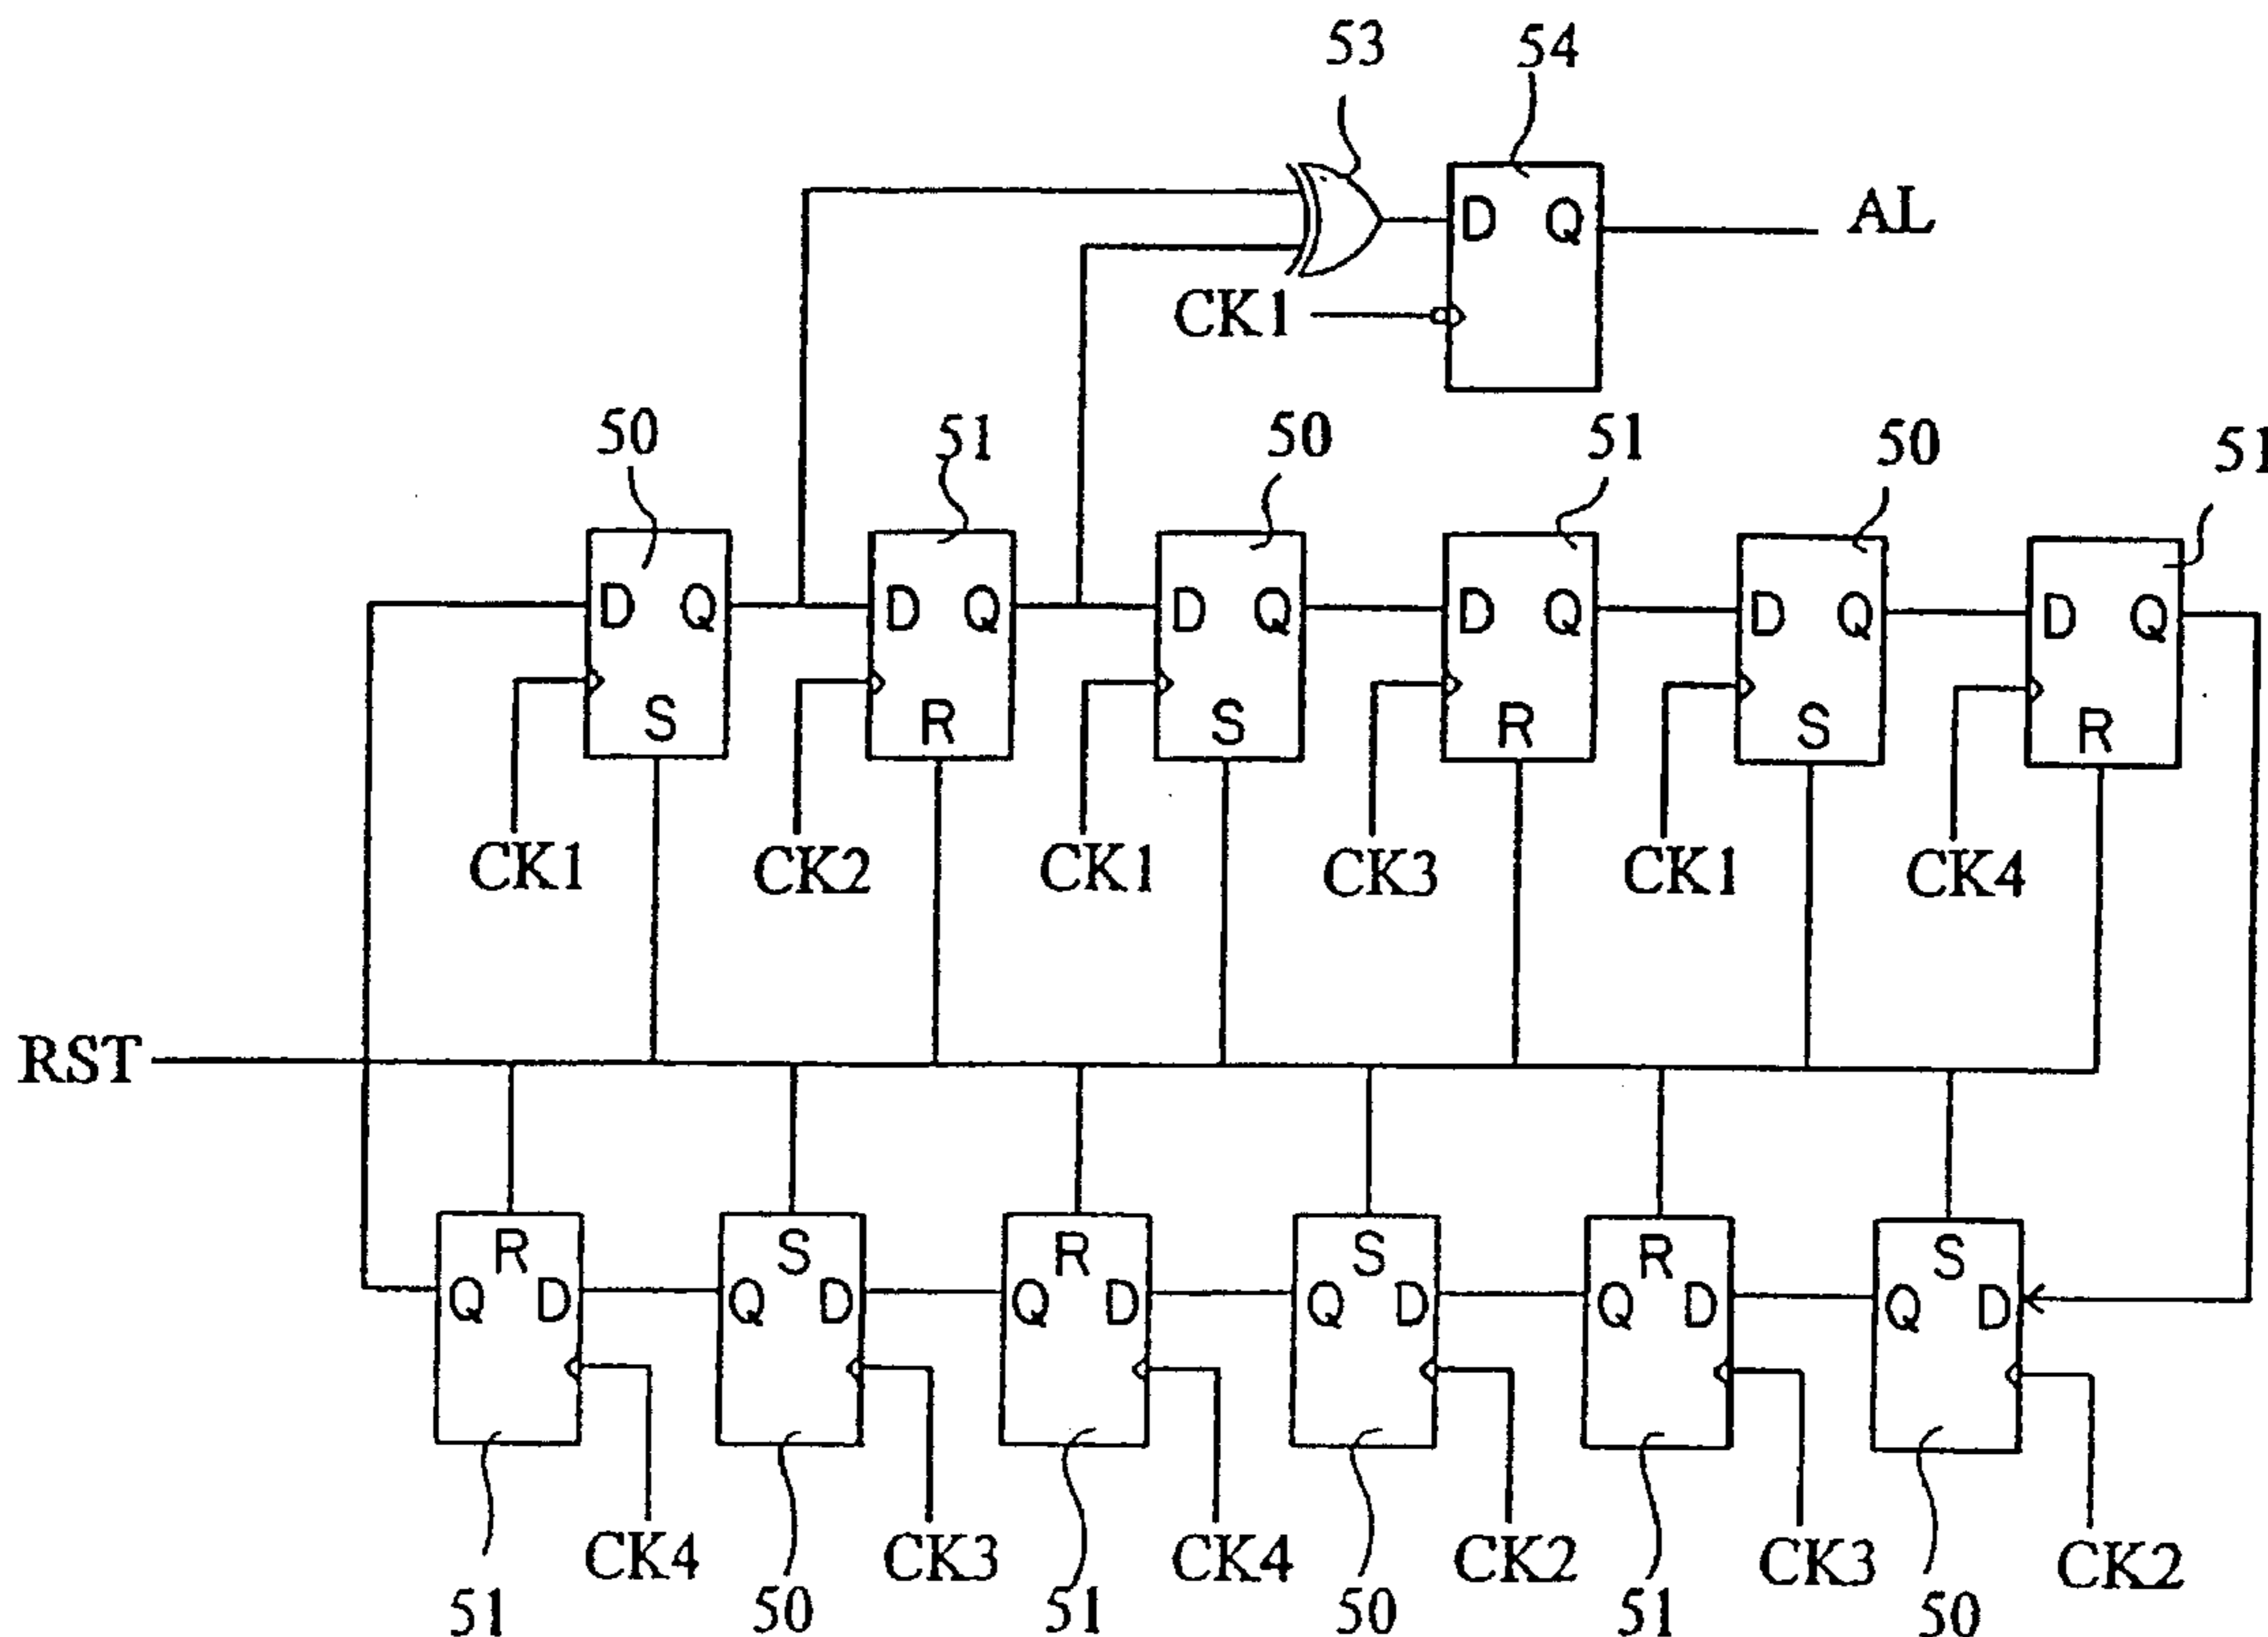 53 54
D Q AL
CK1
50 51 50 51 50 51
D Q D Q D Q D Q D Q D Q
S R S R S R
CK1 CK2 CK1 CK3 CK1 CK4
RST
R S R S R S
Q D Q D Q D Q D Q D Q D
CK4 CK3 CK4 CK2 CK3 CK2
51 50 51 50 51 50